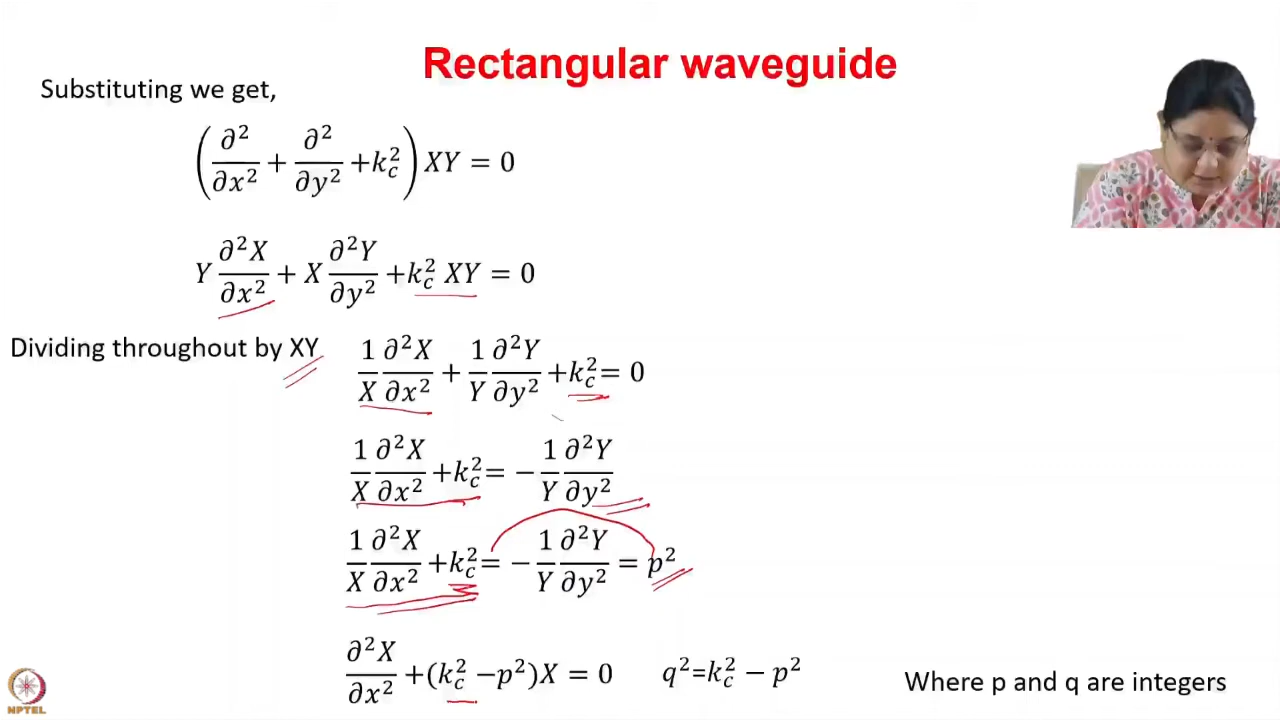 Rectangular waveguide
Substituting we get,
(∂²/∂x² + ∂²/∂y² +k_c²) XY = 0
Y ∂²X/∂x² + X ∂²Y/∂y² +k_c² XY = 0
Dividing throughout by XY
1/X ∂²X/∂x² + 1/Y ∂²Y/∂y² +k_c² = 0
1/X ∂²X/∂x² +k_c² = − 1/Y ∂²Y/∂y²
1/X ∂²X/∂x² +k_c² = − 1/Y ∂²Y/∂y² = p²
∂²X/∂x² +(k_c² −p²)X = 0 q²=k_c² − p²
Where p and q are integers
NPTEL